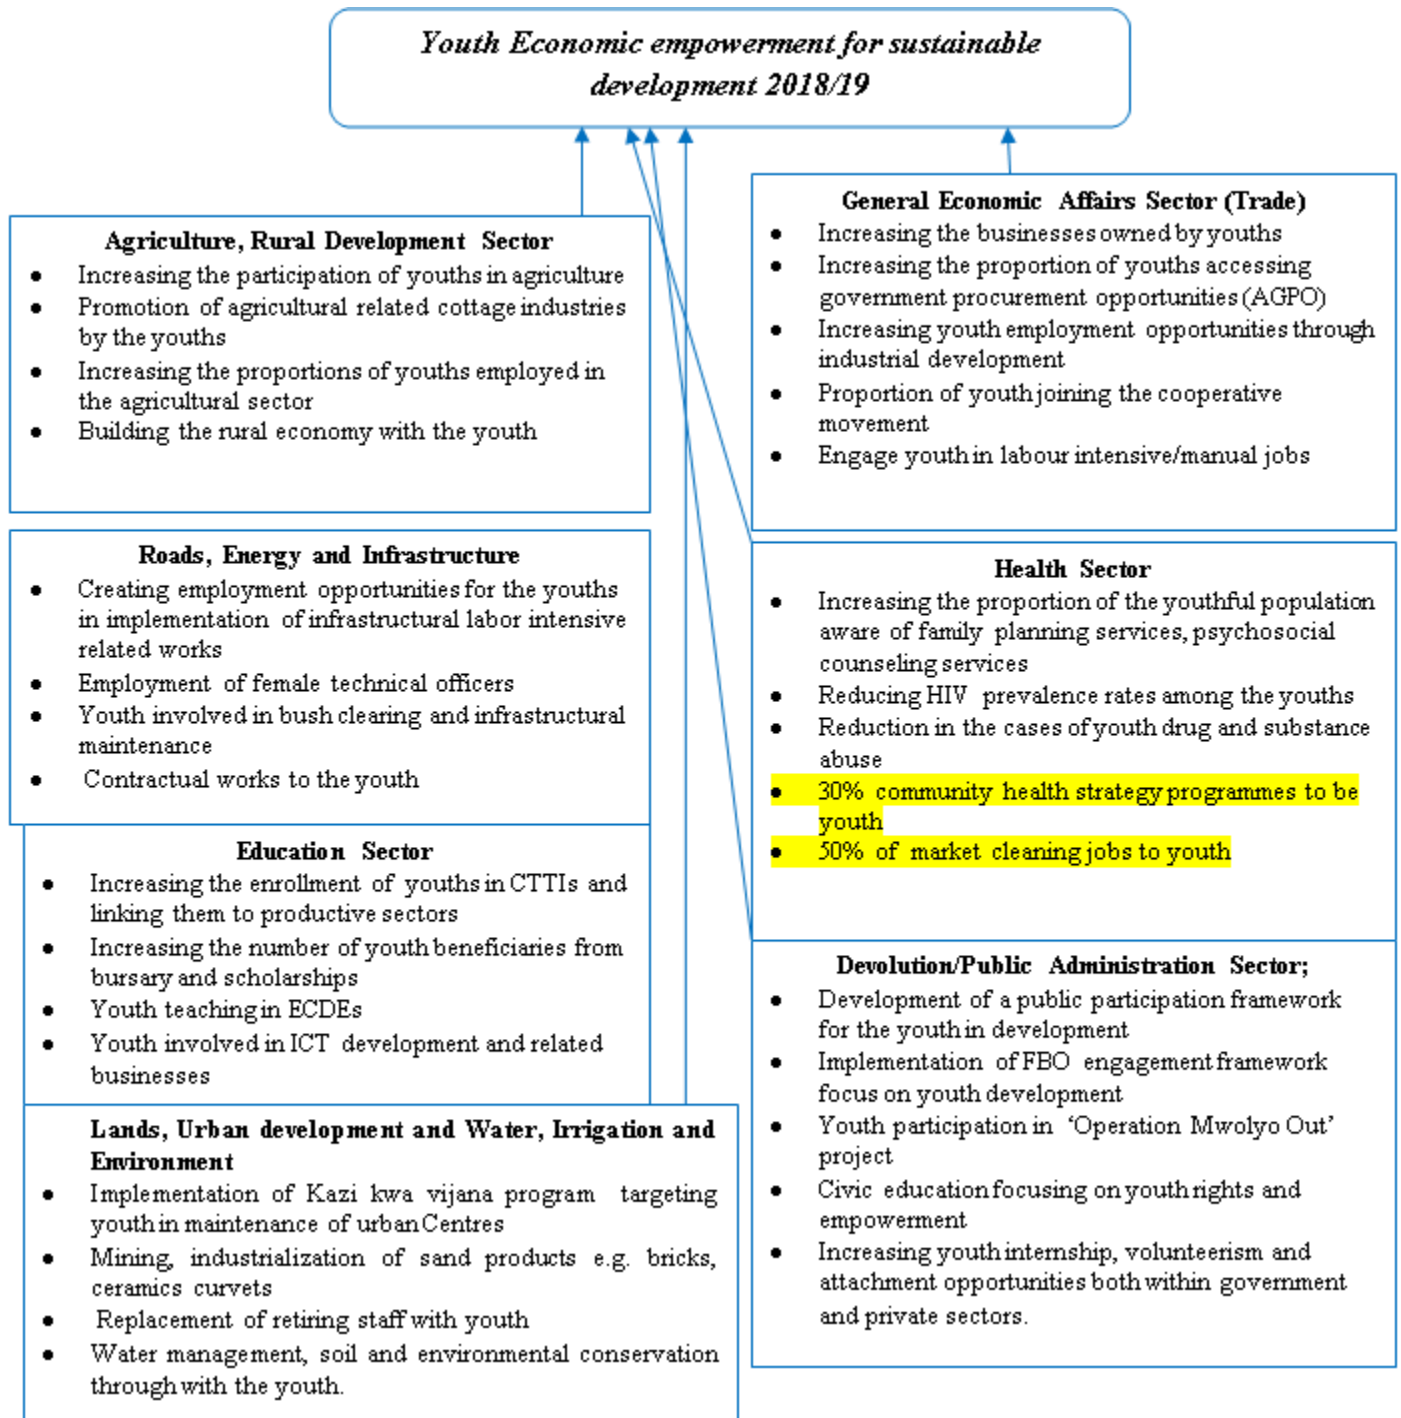 Youth Economic empowerment for sustainable
development 2018/19
Agriculture, Rural Development Sector
● Increasing the participation of youths in agriculture
● Promotion of agricultural related cottage industries
by the youths
● Increasing the proportions of youths employed in
the agricultural sector
● Building the rural economy with the youth
Roads, Energy and Infrastructure
● Creating employment opportunities for the youths
in implementation of infrastructural labor intensive
related works
● Employment of female technical officers
● Youth involved in bush clearing and infrastructural
maintenance
● Contractual works to the youth
Education Sector
● Increasing the enrollment of youths in CTTIs and
linking them to productive sectors
● Increasing the number of youth beneficiaries from
bursary and scholarships
● Youth teaching in ECDEs
● Youth involved in ICT development and related
businesses
Lands, Urban development and Water, Irrigation and
Environment
● Implementation of Kazi kwa vijana program targeting
youth in maintenance of urban Centres
● Mining, industrialization of sand products e.g. bricks,
ceramics curvets
● Replacement of retiring staff with youth
● Water management, soil and environmental conservation
through with the youth.
General Economic Affairs Sector (Trade)
● Increasing the businesses owned by youths
● Increasing the proportion of youths accessing
government procurement opportunities (AGPO)
● Increasing youth employment opportunities through
industrial development
● Proportion of youth joining the cooperative
movement
● Engage youth in labour intensive/manual jobs
Health Sector
● Increasing the proportion of the youthful population
aware of family planning services, psychosocial
counseling services
● Reducing HIV prevalence rates among the youths
● Reduction in the cases of youth drug and substance
abuse
● 30% community health strategy programmes to be
youth
● 50% of market cleaning jobs to youth
Devolution/Public Administration Sector;
● Development of a public participation framework
for the youth in development
● Implementation of FBO engagement framework
focus on youth development
● Youth participation in ‘Operation Mwolyo Out’
project
● Civic education focusing on youth rights and
empowerment
● Increasing youth internship, volunteerism and
attachment opportunities both within government
and private sectors.